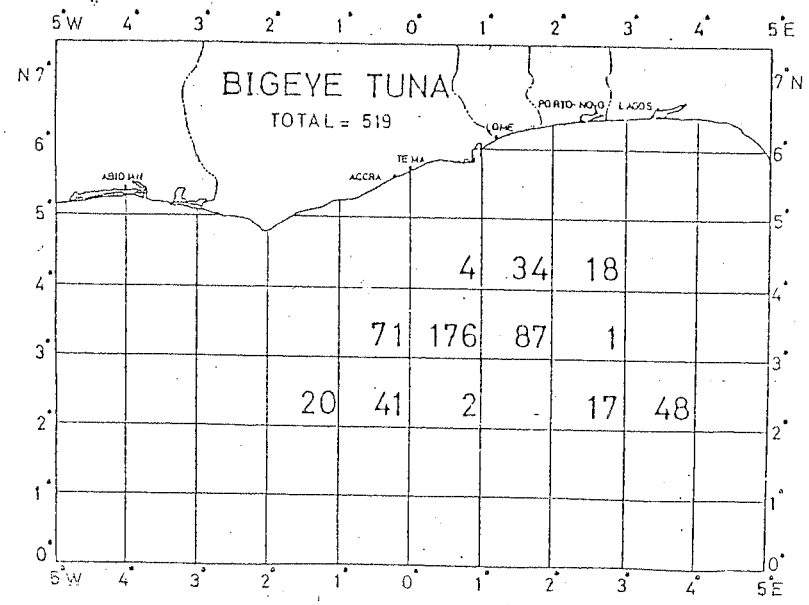 5°W 4° 3° 2° 1° 0° 1° 2° 3° 4° 5°E
N 7° 7°N
BIGEYE TUNA
TOTAL = 519
PORTO-NOVO LAGOS
LOME
6° 6°
TEMA
ABIDJAN ACCRA
5° 5°
4 34 18
4° 4°
71 176 87 1
3° 3°
20 41 2 17 48
2° 2°
1° 1°
0° 0°
5°W 4° 3° 2° 1° 0° 1° 2° 3° 4° 5°E